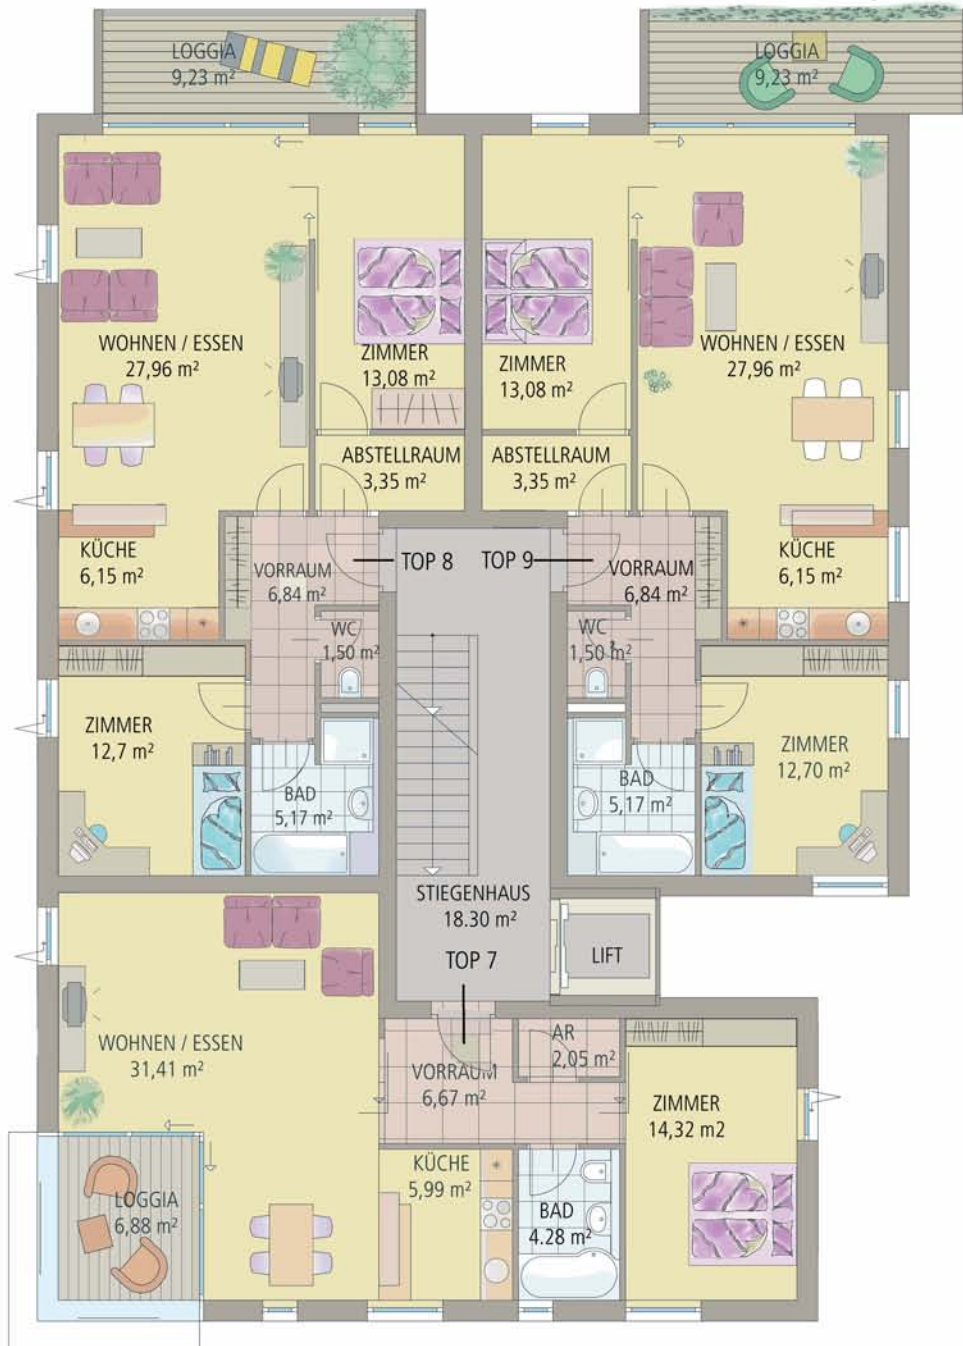 LOGGIA
9,23 m²
LOGGIA
9,23 m²
WOHNEN / ESSEN
27,96 m²
ZIMMER
13,08 m²
ZIMMER
13,08 m²
WOHNEN / ESSEN
27,96 m²
ABSTELLRAUM
3,35 m²
ABSTELLRAUM
3,35 m²
KÜCHE
6,15 m²
VORRAUM
6,84 m²
TOP 8
TOP 9
VORRAUM
6,84 m²
KÜCHE
6,15 m²
WC
1,50 m²
WC
1,50 m²
ZIMMER
12,7 m²
BAD
5,17 m²
BAD
5,17 m²
ZIMMER
12,70 m²
STIEGENHAUS
18.30 m²
TOP 7
LIFT
WOHNEN / ESSEN
31,41 m²
VORRAUM
6,67 m²
AR
2,05 m²
ZIMMER
14,32 m2
LOGGIA
6,88 m²
KÜCHE
5,99 m²
BAD
4.28 m²